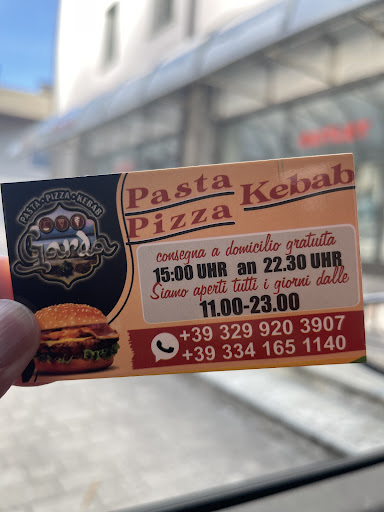 PASTA • PIZZA • KEBAB
Garda
Pasta
Pizza Kebab
consegna a domicilio gratuita
15:00 UHR an 22.30 UHR
Siamo aperti tutti i giorni dalle
11.00-23.00
+39 329 920 3907
+39 334 165 1140